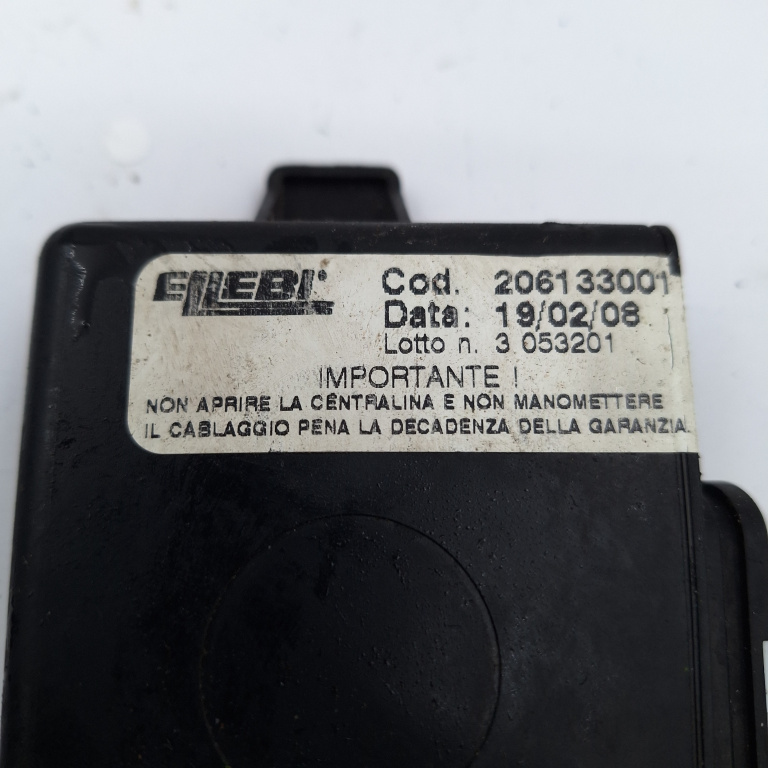 ELLEBI
Cod. 206133001
Data: 19/02/08
Lotto n. 3 053201
IMPORTANTE !
NON APRIRE LA CENTRALINA E NON MANOMETTERE
IL CABLAGGIO PENA LA DECADENZA DELLA GARANZIA.